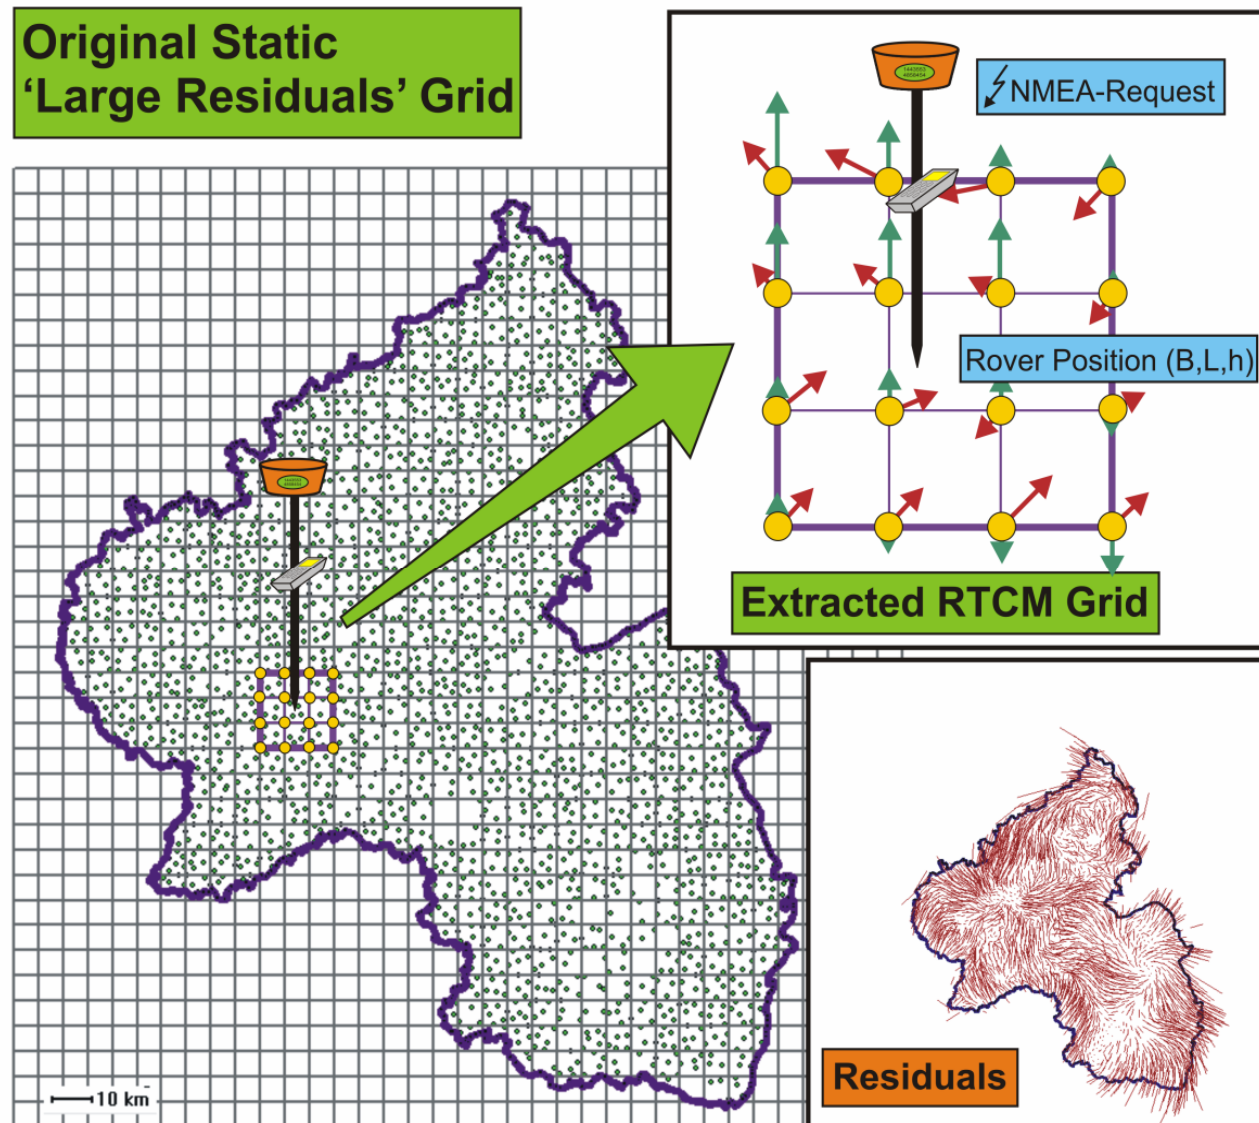 Original Static
‘Large Residuals’ Grid
NMEA-Request
Rover Position (B,L,h)
Extracted RTCM Grid
Residuals
10 km